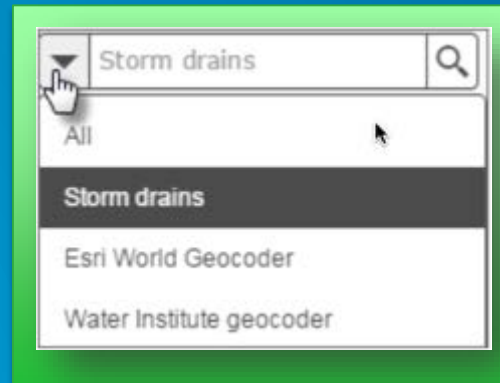 Storm drains
All
Storm drains
Esri World Geocoder
Water Institute geocoder